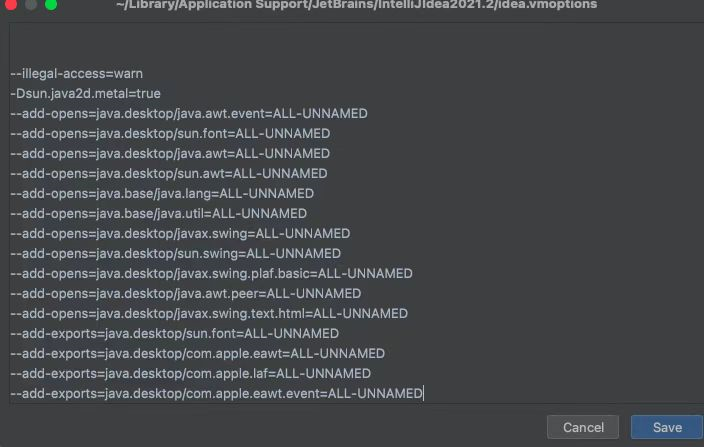 ~/Library/Application Support/JetBrains/IntelliJIdea2021.2/idea.vmoptions
--illegal-access=warn
-Dsun.java2d.metal=true
--add-opens=java.desktop/java.awt.event=ALL-UNNAMED
--add-opens=java.desktop/sun.font=ALL-UNNAMED
--add-opens=java.desktop/java.awt=ALL-UNNAMED
--add-opens=java.desktop/sun.awt=ALL-UNNAMED
--add-opens=java.base/java.lang=ALL-UNNAMED
--add-opens=java.base/java.util=ALL-UNNAMED
--add-opens=java.desktop/javax.swing=ALL-UNNAMED
--add-opens=java.desktop/sun.swing=ALL-UNNAMED
--add-opens=java.desktop/javax.swing.plaf.basic=ALL-UNNAMED
--add-opens=java.desktop/java.awt.peer=ALL-UNNAMED
--add-opens=java.desktop/javax.swing.text.html=ALL-UNNAMED
--add-exports=java.desktop/sun.font=ALL-UNNAMED
--add-exports=java.desktop/com.apple.eawt=ALL-UNNAMED
--add-exports=java.desktop/com.apple.laf=ALL-UNNAMED
--add-exports=java.desktop/com.apple.eawt.event=ALL-UNNAMED
Cancel Save